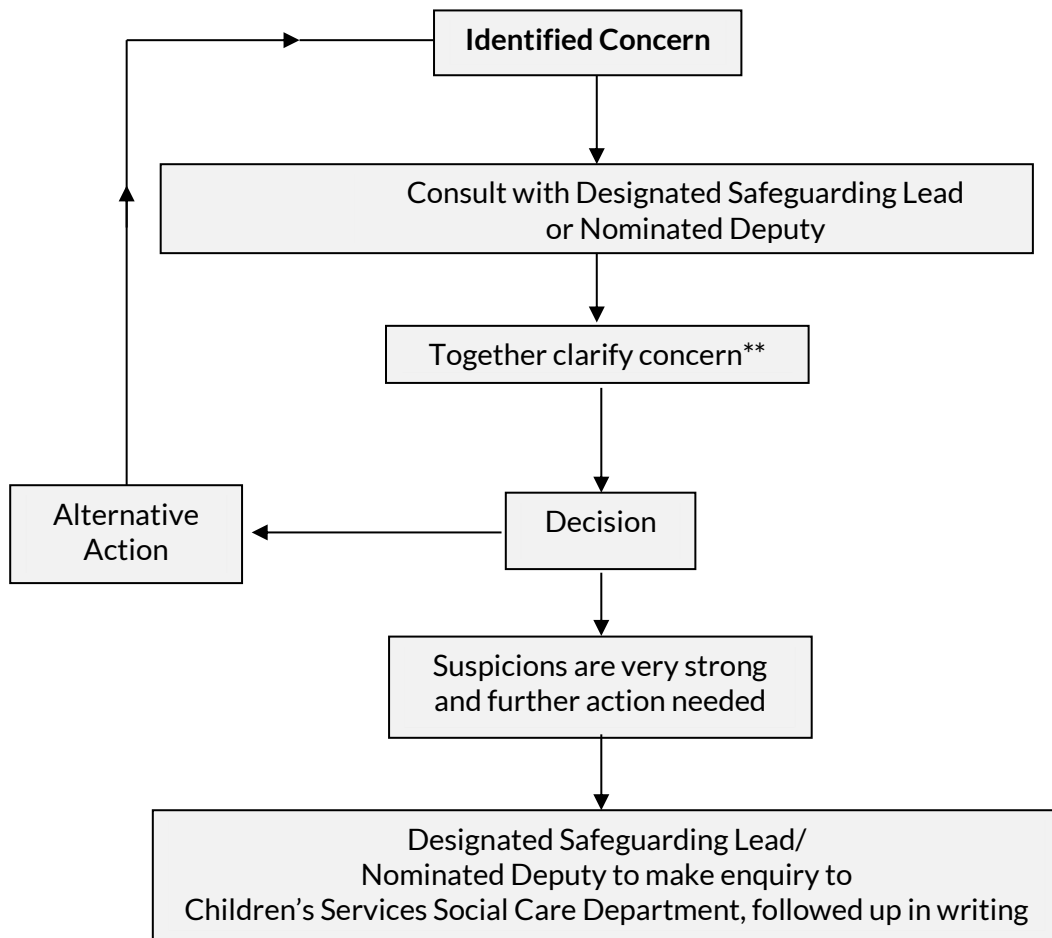 Identified Concern
Consult with Designated Safeguarding Lead
or Nominated Deputy
Together clarify concern**
Decision
Alternative
Action
Suspicions are very strong
and further action needed
Designated Safeguarding Lead/
Nominated Deputy to make enquiry to
Children’s Services Social Care Department, followed up in writing